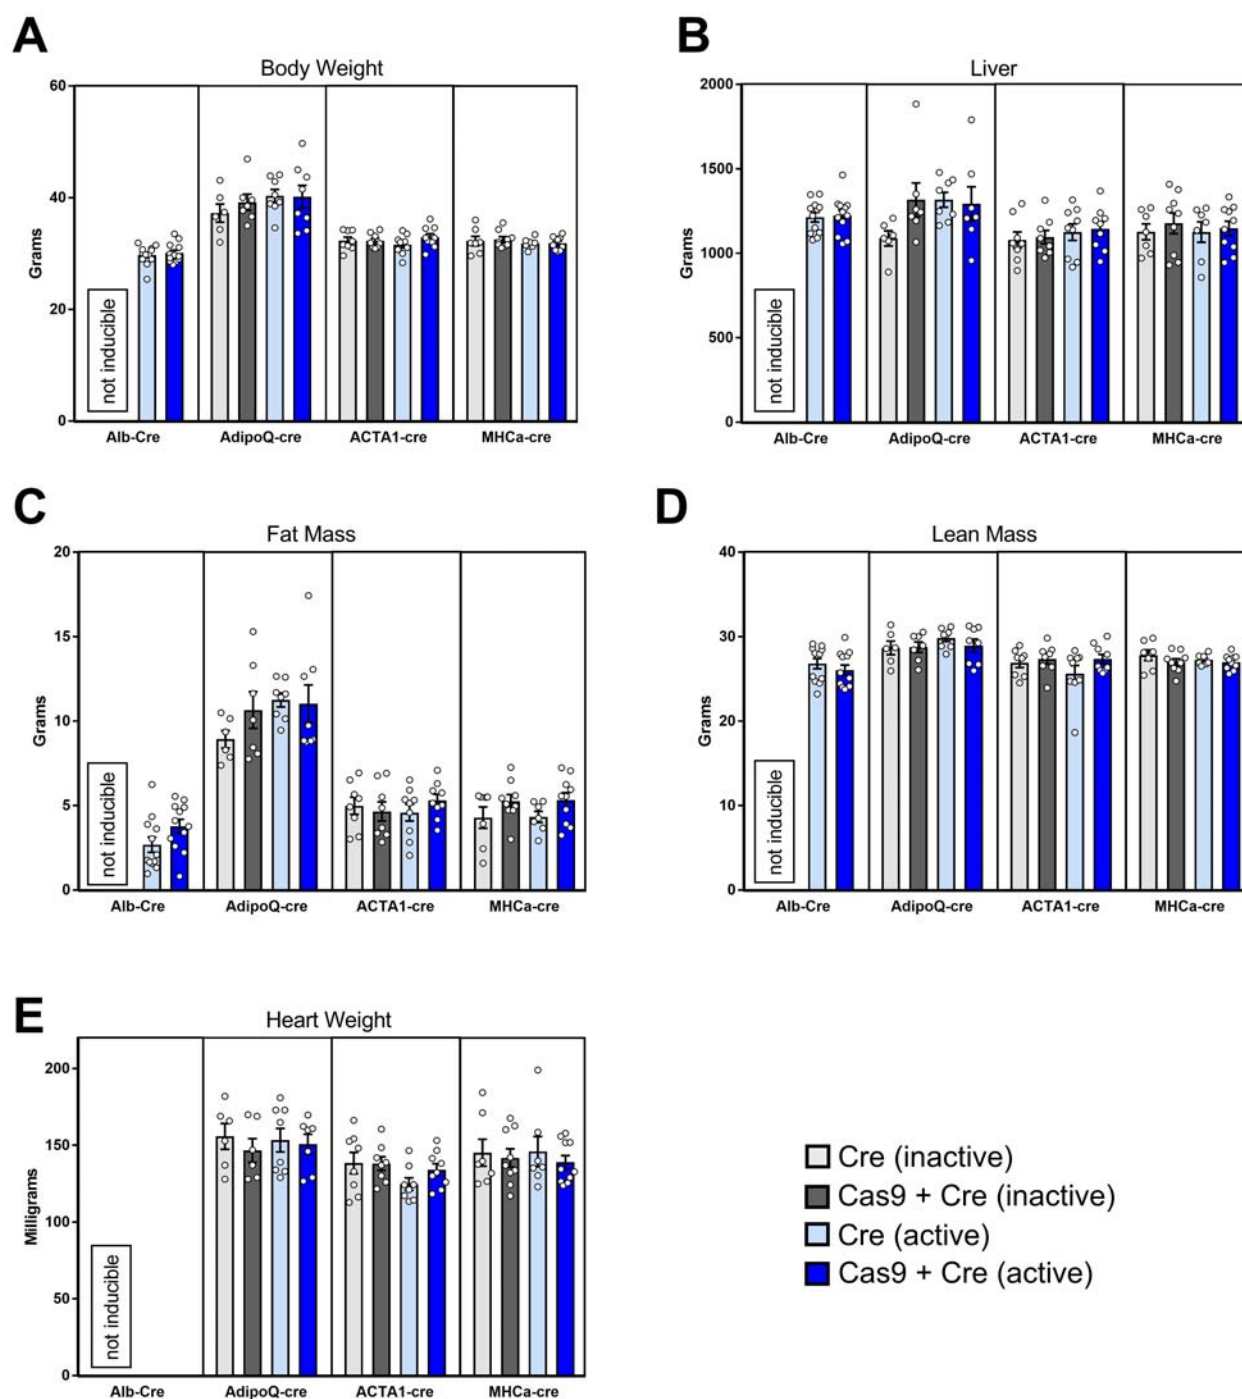 A
Body Weight
60
40
20
0
Grams
not inducible
Alb-Cre
AdipoQ-cre
ACTA1-cre
MHCa-cre
B
Liver
2000
1500
1000
500
0
Grams
not inducible
Alb-Cre
AdipoQ-cre
ACTA1-cre
MHCa-cre
C
Fat Mass
20
15
10
5
0
Grams
not inducible
Alb-Cre
AdipoQ-cre
ACTA1-cre
MHCa-cre
D
Lean Mass
40
30
20
10
0
Grams
not inducible
Alb-Cre
AdipoQ-cre
ACTA1-cre
MHCa-cre
E
Heart Weight
200
150
100
50
0
Milligrams
not inducible
Alb-Cre
AdipoQ-cre
ACTA1-cre
MHCa-cre
Cre (inactive)
Cas9 + Cre (inactive)
Cre (active)
Cas9 + Cre (active)